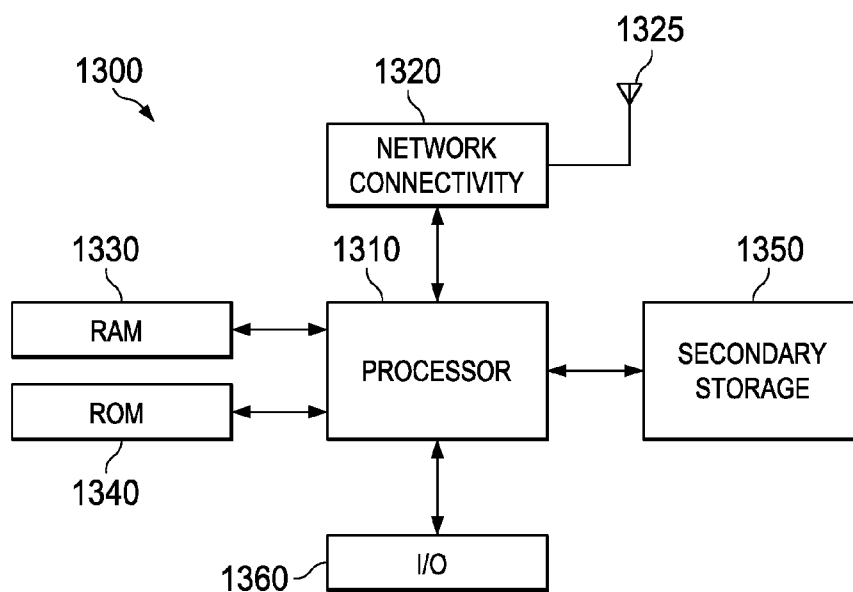 1325
1300
1320
NETWORK
CONNECTIVITY
1330
1310
1350
RAM
PROCESSOR
SECONDARY
STORAGE
ROM
1340
I/O
1360